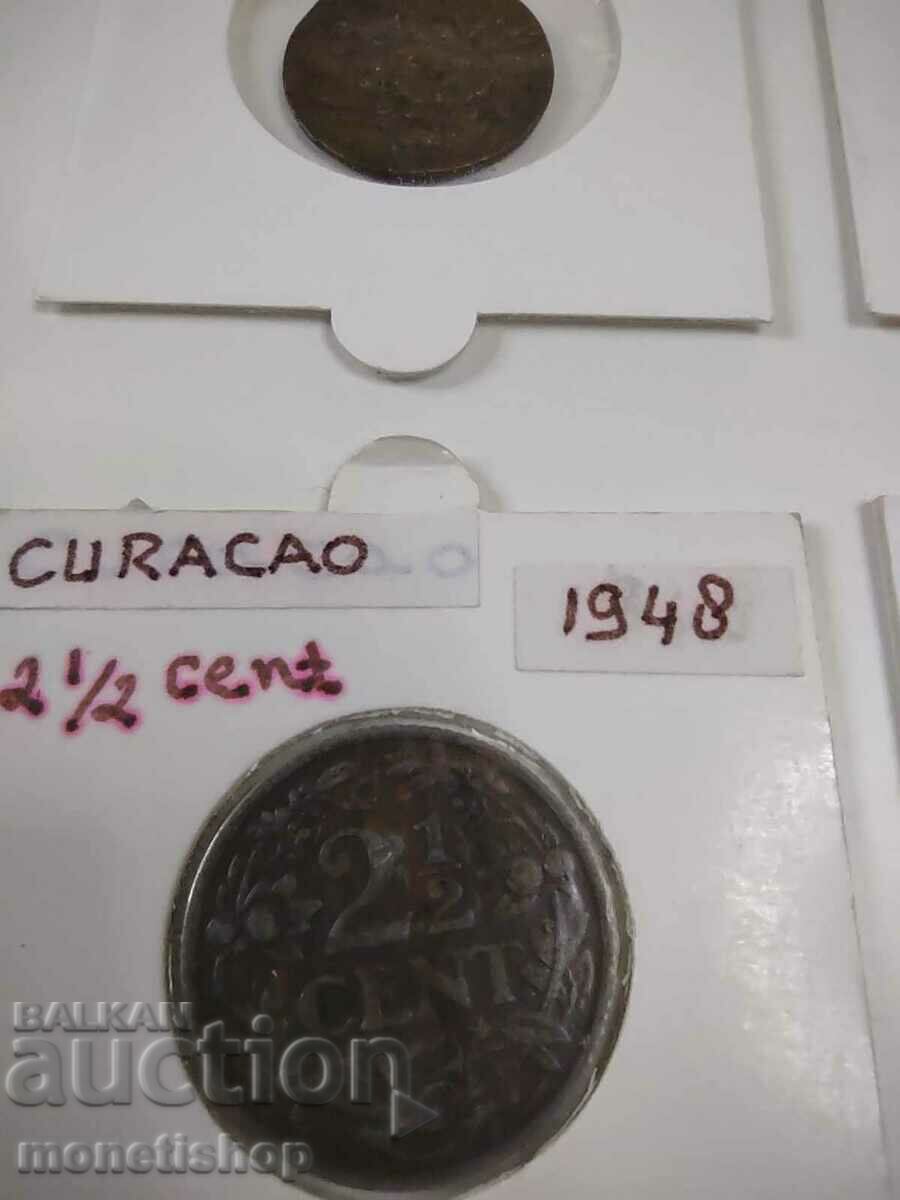 CURACAO
1948
2 1/2 cent
2 1/2
CENT
BALKAN
auction
monetishop